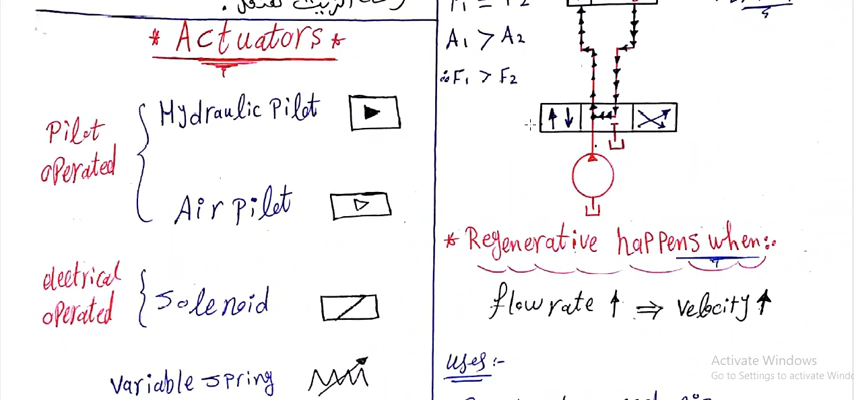 * Actuators *
Pilot
operated
Hydraulic Pilot
Air pilot
electrical
operated
Solenoid
Variable spring
A₁ > A₂
∴ F₁ > F₂
* Regenerative happens when:.
flow rate ↑ ⇒ velocity ↑
Uses :-
Activate Windows
Go to Settings to activate Wind